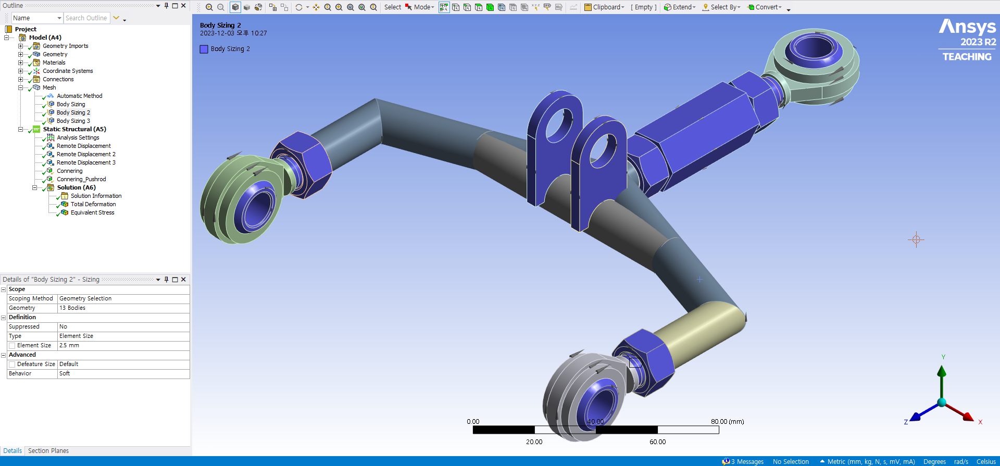 Outline
Name
Search Outline
Project
Model (A4)
Geometry Imports
Geometry
Materials
Coordinate Systems
Connections
Mesh
Automatic Method
Body Sizing
Body Sizing 2
Body Sizing 3
Static Structural (A5)
Analysis Settings
Remote Displacement
Remote Displacement 2
Remote Displacement 3
Connering
Connering_Pushrod
Solution (A6)
Solution Information
Total Deformation
Equivalent Stress
Details of "Body Sizing 2" - Sizing
Scope
Scoping Method Geometry Selection
Geometry 13 Bodies
Definition
Suppressed No
Type Element Size
Element Size 2.5 mm
Advanced
Defeature Size Default
Behavior Soft
Details Section Planes
Select Mode Clipboard [ Empty ] Extend Select By Convert
Body Sizing 2
2023-12-03 오후 10:27
Body Sizing 2
Ansys
2023 R2
TEACHING
0.00 40.00 80.00 (mm)
20.00 60.00
Y
Z
X
3 Messages No Selection Metric (mm, kg, N, s, mV, mA) Degrees rad/s Celsius